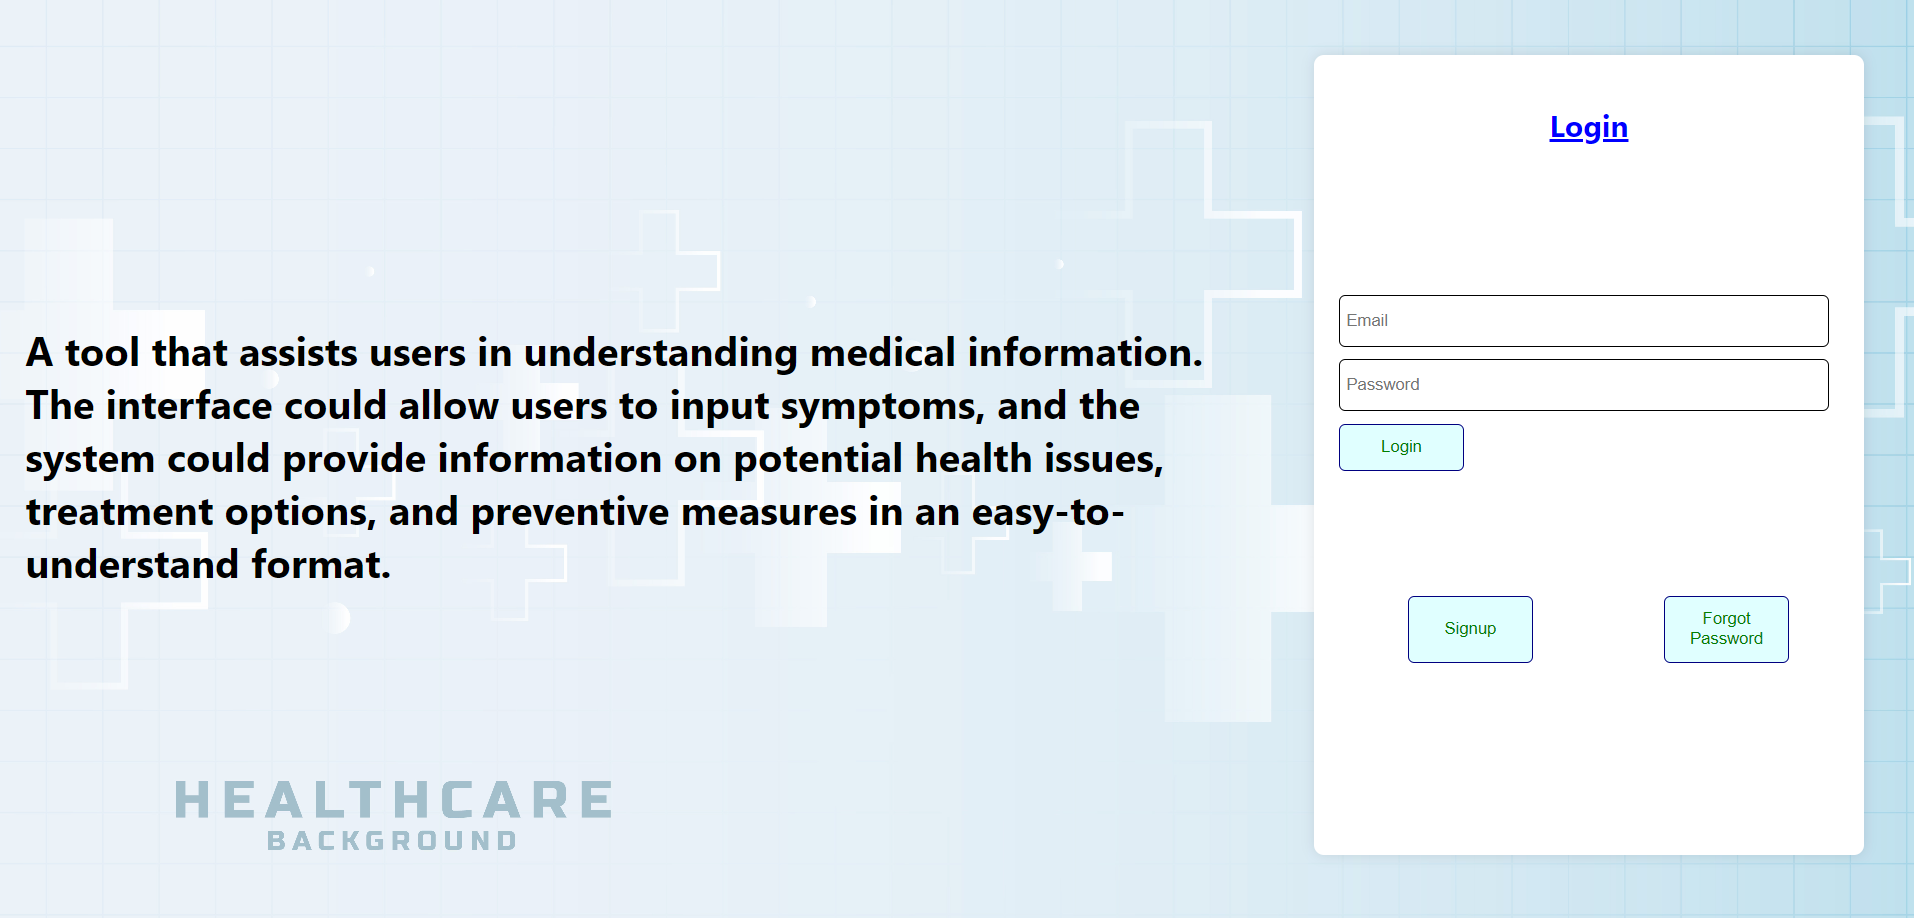 A tool that assists users in understanding medical information.
The interface could allow users to input symptoms, and the
system could provide information on potential health issues,
treatment options, and preventive measures in an easy-to-
understand format.
HEALTHCARE
BACKGROUND
Login
Email
Password
Login
Signup
Forgot
Password